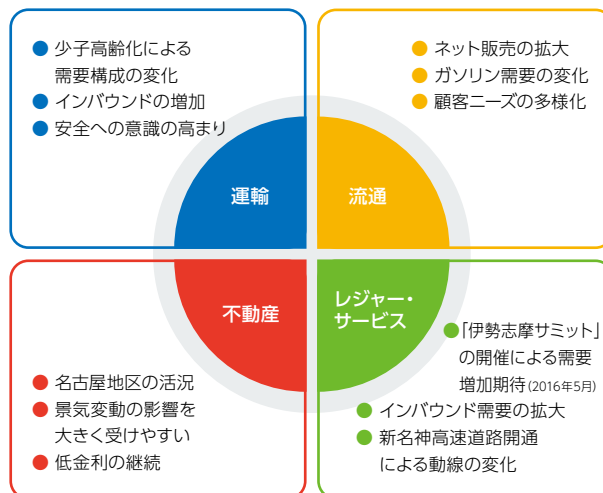 ● 少子高齢化による
需要構成の変化
● インバウンドの増加
● 安全への意識の高まり
運輸
● ネット販売の拡大
● ガソリン需要の変化
● 顧客ニーズの多様化
流通
不動産
● 名古屋地区の活況
● 景気変動の影響を
大きく受けやすい
● 低金利の継続
レジャー・
サービス
● 「伊勢志摩サミット」
の開催による需要
増加期待(2016年5月)
● インバウンド需要の拡大
● 新名神高速道路開通
による動線の変化